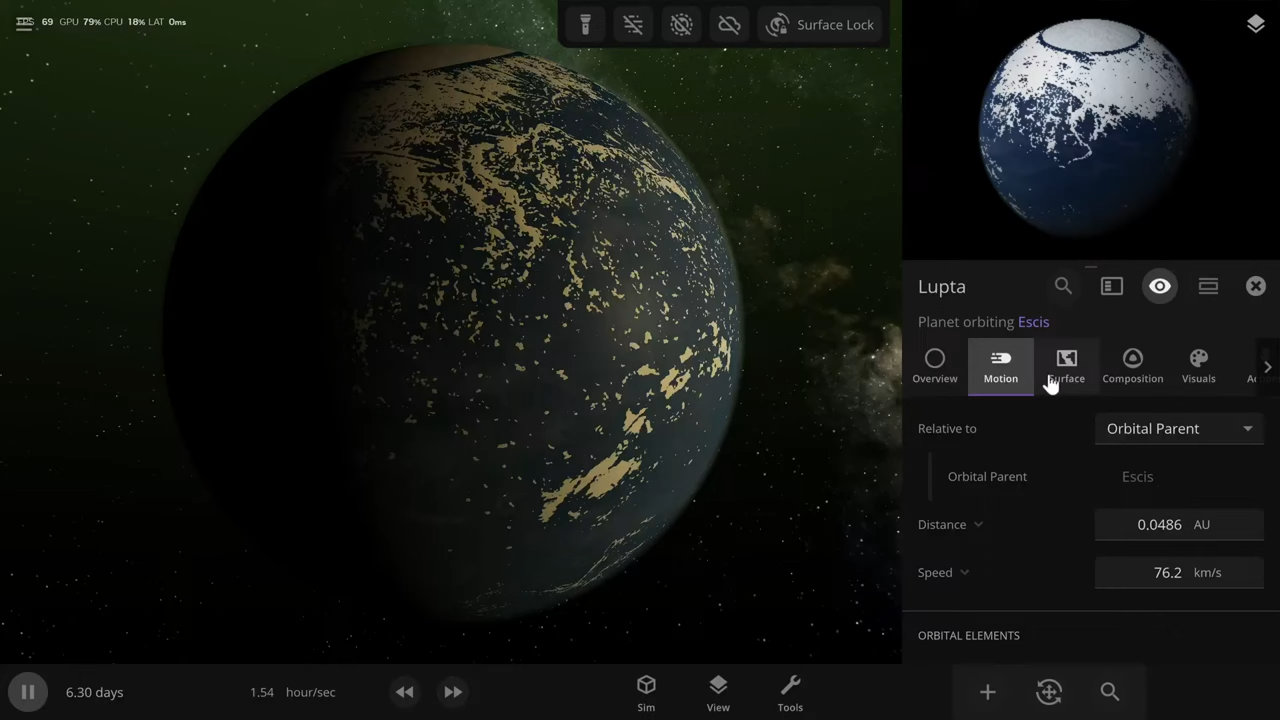 FPS 69 GPU 79% CPU 18% LAT 0ms
Surface Lock
Lupta
Planet orbiting Escis
Overview
Motion
Surface
Composition
Visuals
Relative to
Orbital Parent
Orbital Parent
Escis
Distance
0.0486 AU
Speed
76.2 km/s
ORBITAL ELEMENTS
6.30 days
1.54 hour/sec
Sim
View
Tools